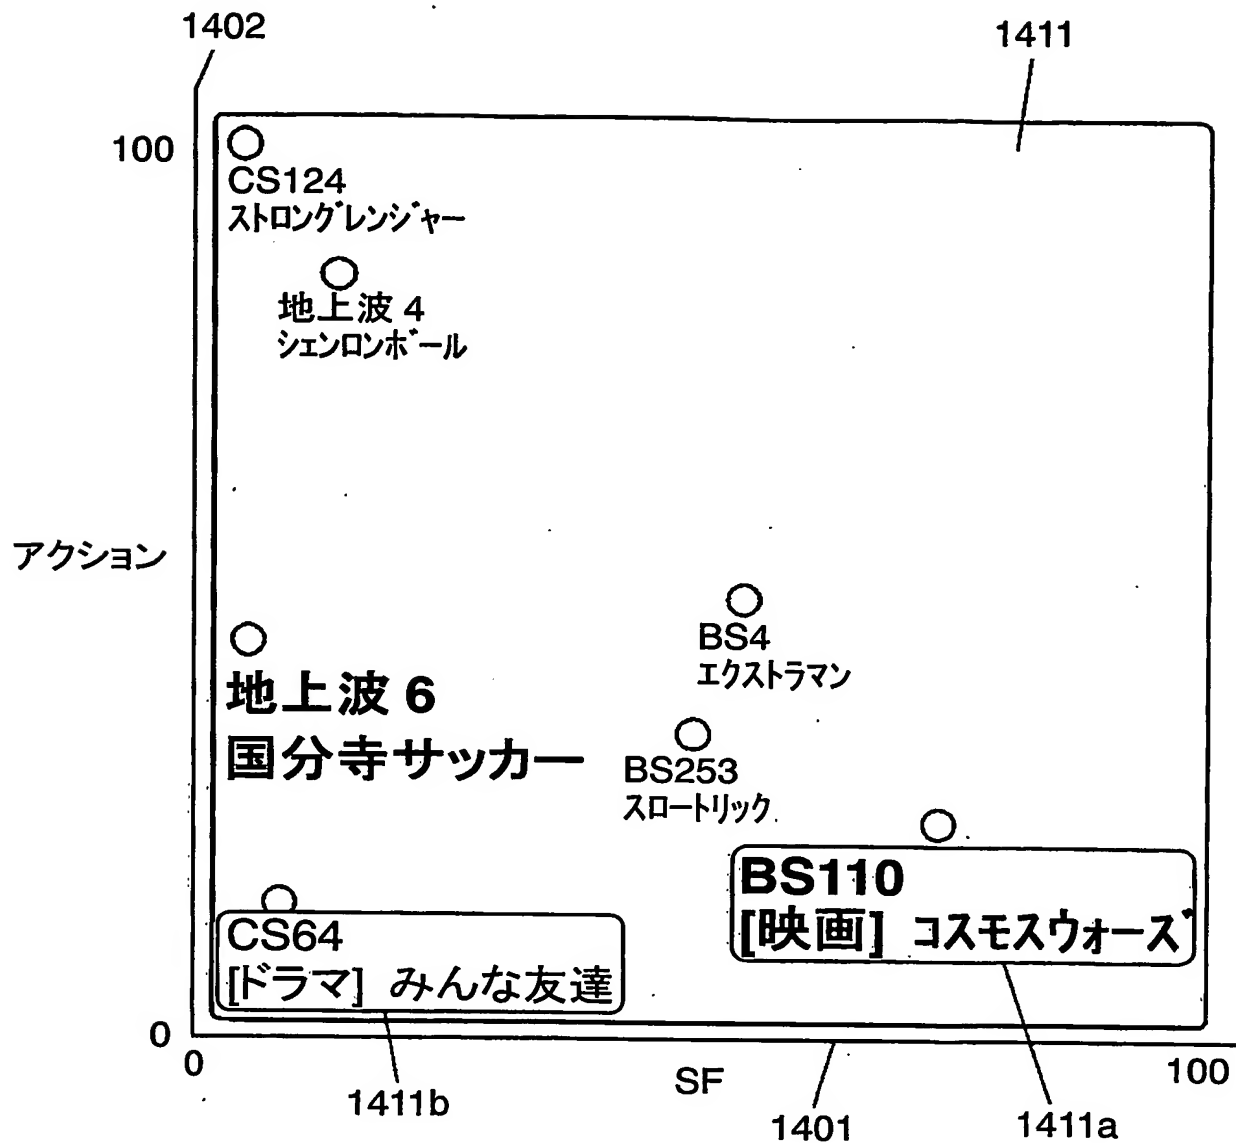 1402
1411
100
CS124
ストロングレンジャー
地上波 4
シェンロンボール
アクション
BS4
エクストラマン
地上波 6
国分寺サッカー
BS253
スロートリック
BS110
[映画] コスモスウォーズ
CS64
[ドラマ] みんな友達
0
0
SF
100
1411b
1401
1411a